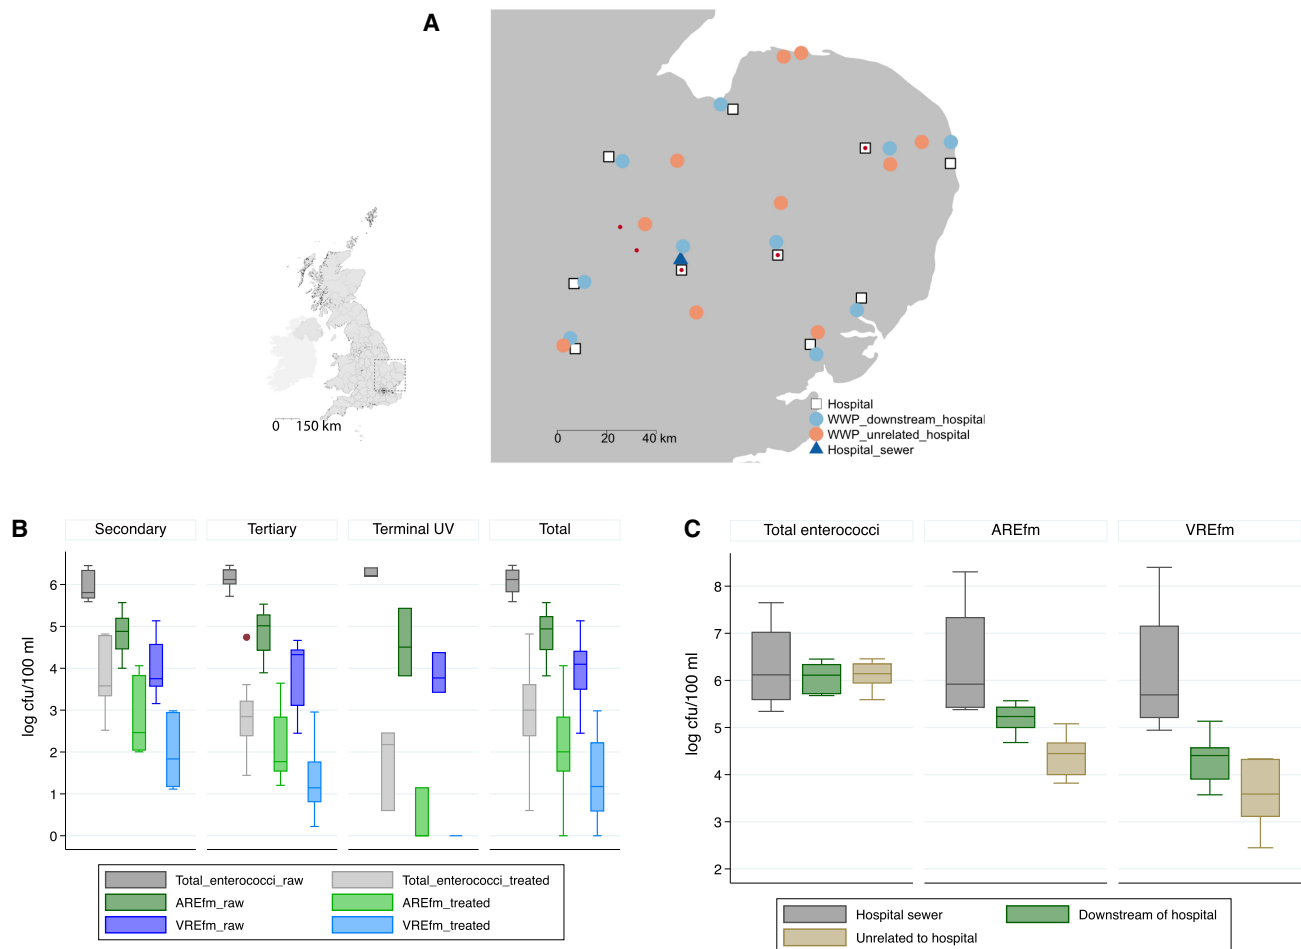 A
0 150 km
0 20 40 km
Hospital
WWP_downstream_hospital
WWP_unrelated_hospital
Hospital_sewer
B
Secondary Tertiary Terminal UV Total
log cfu/100 ml
6
5
4
3
2
1
0
Total_enterococci_raw Total_enterococci_treated
AREfm_raw AREfm_treated
VREfm_raw VREfm_treated
C
Total enterococci AREfm VREfm
log cfu/100 ml
8
7
6
5
4
3
2
Hospital sewer Downstream of hospital
Unrelated to hospital